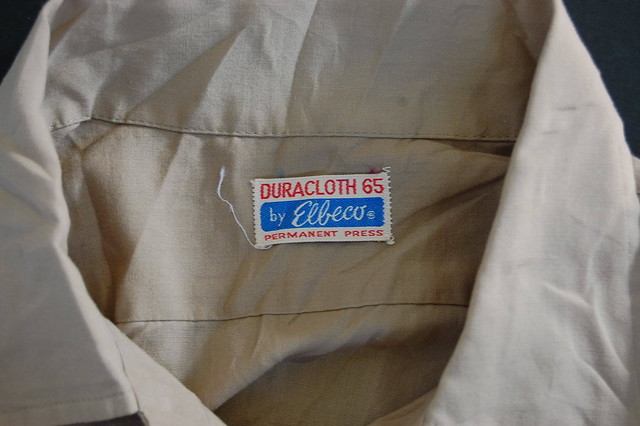 DURACLOTH 65
by Elbeco®
PERMANENT PRESS